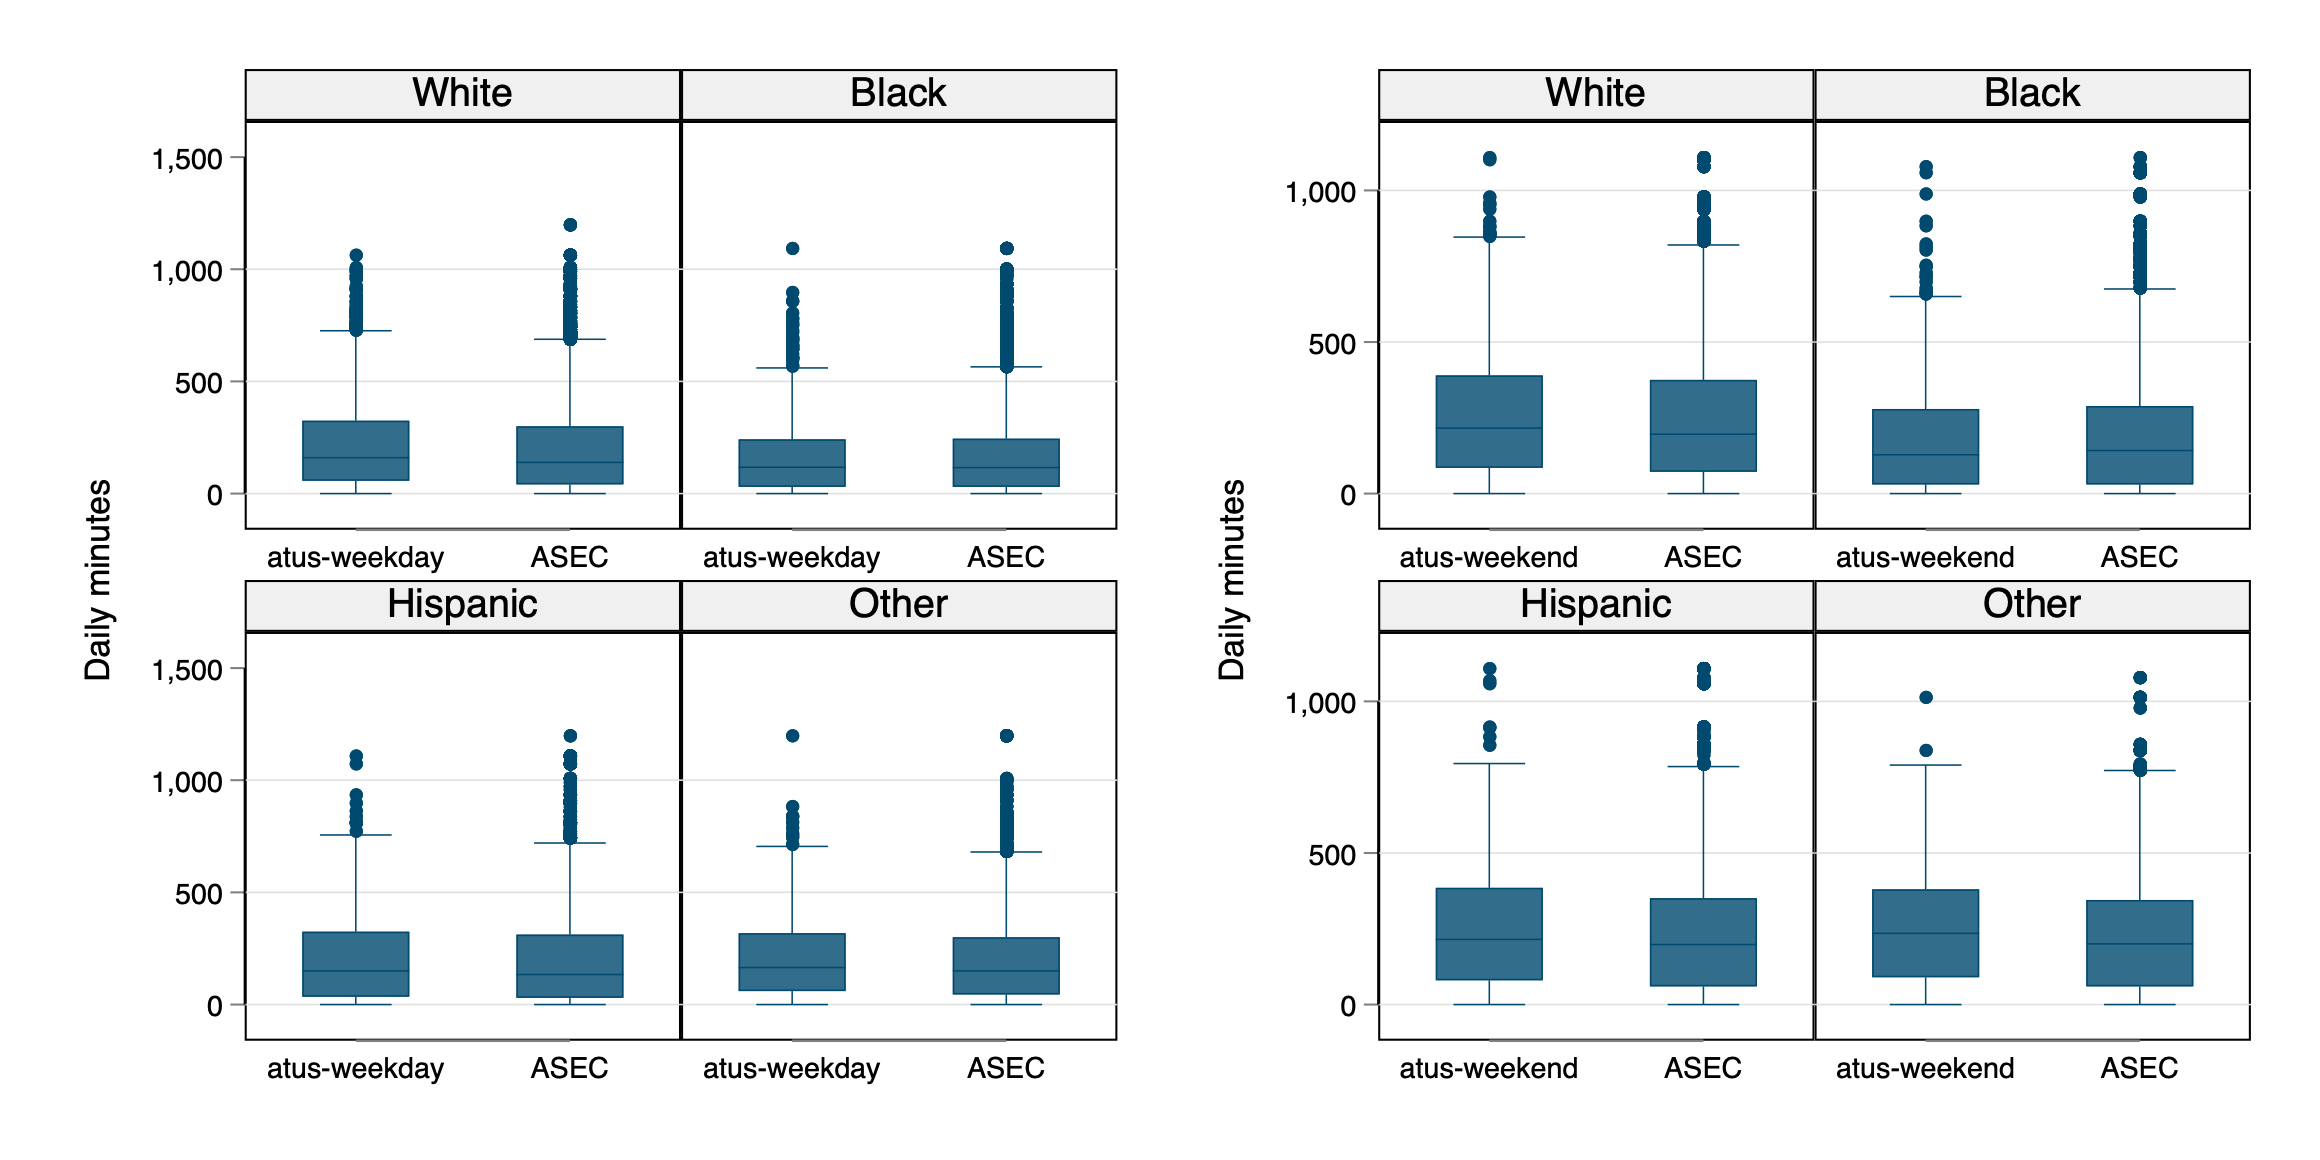 White Black
1,500
1,000
500
0
Daily minutes
atus-weekday ASEC atus-weekday ASEC
Hispanic Other
1,500
1,000
500
0
atus-weekday ASEC atus-weekday ASEC
White Black
1,000
500
0
Daily minutes
atus-weekend ASEC atus-weekend ASEC
Hispanic Other
1,000
500
0
atus-weekend ASEC atus-weekend ASEC